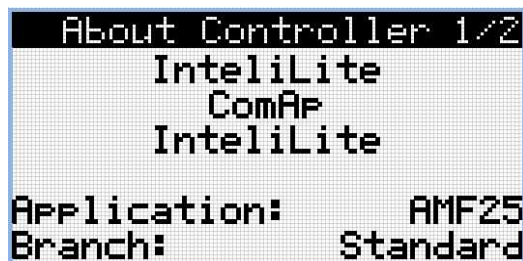 About Controller 1/2
InteliLite
ComAp
InteliLite
Application: AMF25
Branch: Standard